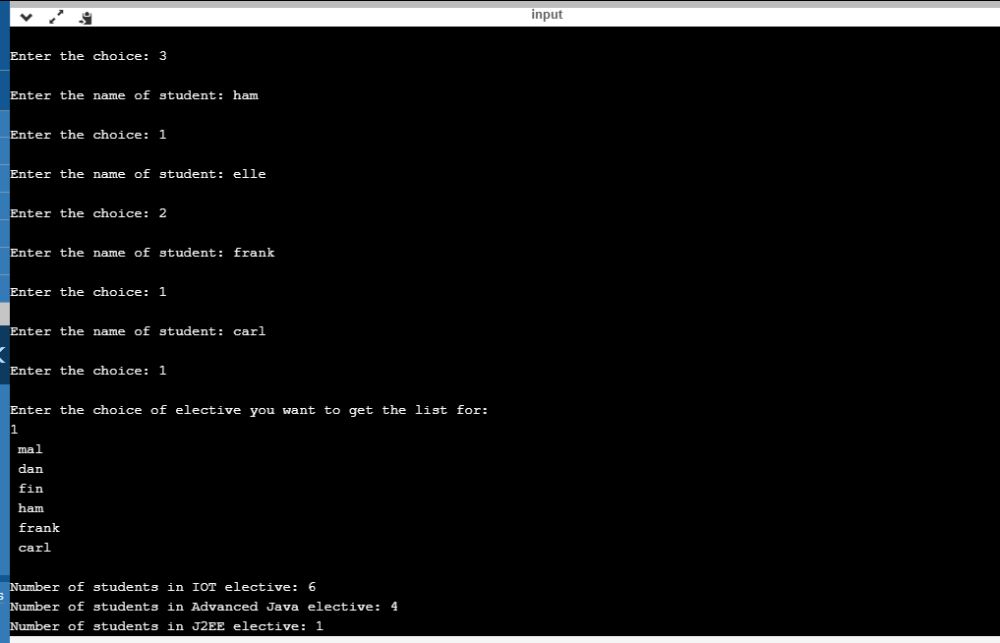 input
Enter the choice: 3
Enter the name of student: ham
Enter the choice: 1
Enter the name of student: elle
Enter the choice: 2
Enter the name of student: frank
Enter the choice: 1
Enter the name of student: carl
Enter the choice: 1
Enter the choice of elective you want to get the list for:
1
mal
dan
fin
ham
frank
carl
Number of students in IOT elective: 6
Number of students in Advanced Java elective: 4
Number of students in J2EE elective: 1